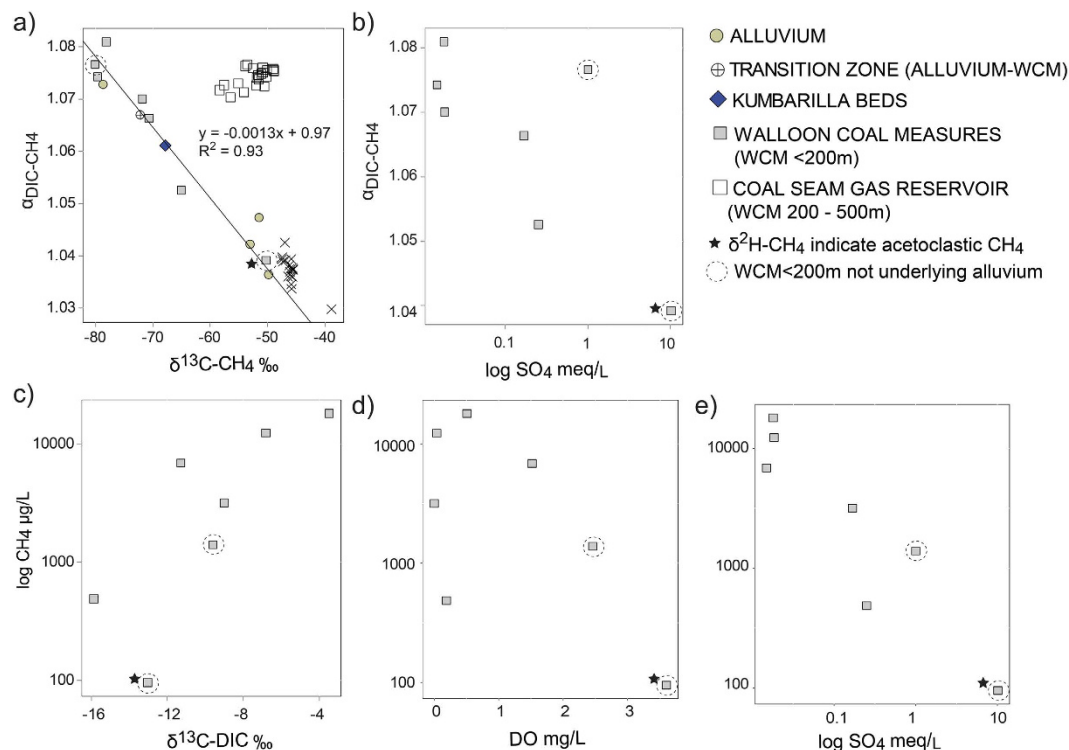 a)
1.08
1.07
1.06
1.05
1.04
1.03
αDIC-CH4
y = -0.0013x + 0.97
R² = 0.93
-80 -70 -60 -50 -40
δ¹³C-CH4 ‰
b)
1.08
1.07
1.06
1.05
1.04
αDIC-CH4
0.1 1 10
log SO4 meq/L
ALLUVIUM
TRANSITION ZONE (ALLUVIUM-WCM)
KUMBARILLA BEDS
WALLOON COAL MEASURES
(WCM <200m)
COAL SEAM GAS RESERVOIR
(WCM 200 - 500m)
δ²H-CH4 indicate acetoclastic CH4
WCM<200m not underlying alluvium
c)
10000
1000
100
log CH4 µg/L
-16 -12 -8 -4
δ¹³C-DIC ‰
d)
10000
1000
100
0 1 2 3
DO mg/L
e)
10000
1000
100
0.1 1 10
log SO4 meq/L